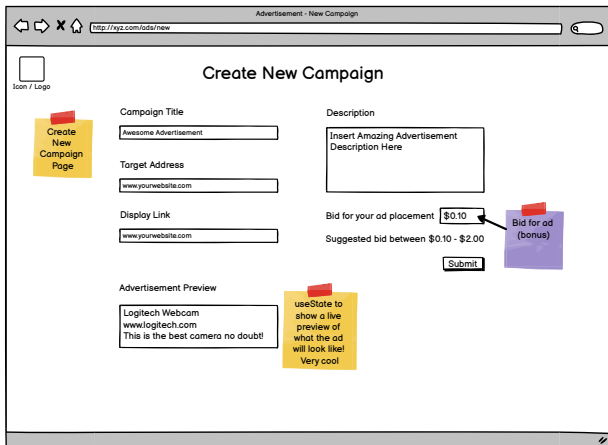 Advertisement - New Campaign
http://xyz.com/ads/new
Icon / Logo
Create New Campaign
Create
New
Campaign
Page
Campaign Title
Awesome Advertisement
Target Address
www.yourwebsite.com
Display Link
www.yourwebsite.com
Description
Insert Amazing Advertisement
Description Here
Bid for your ad placement
$0.10
Suggested bid between $0.10 - $2.00
Submit
Bid for ad
(bonus)
Advertisement Preview
Logitech Webcam
www.logitech.com
This is the best camera no doubt!
useState to
show a live
preview of
what the ad
will look like!
Very cool